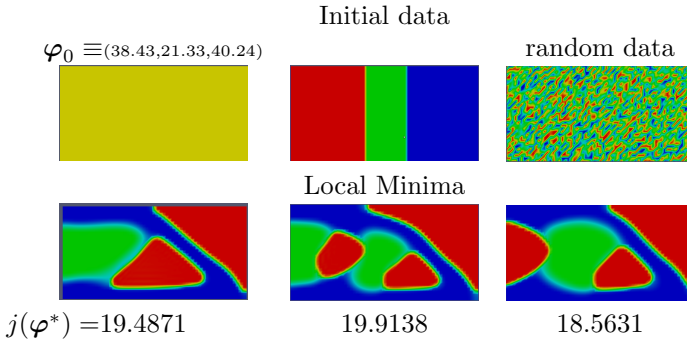 Initial data
φ₀ ≡(38.43,21.33,40.24)
random data
Local Minima
j(φ*) =19.4871
19.9138
18.5631